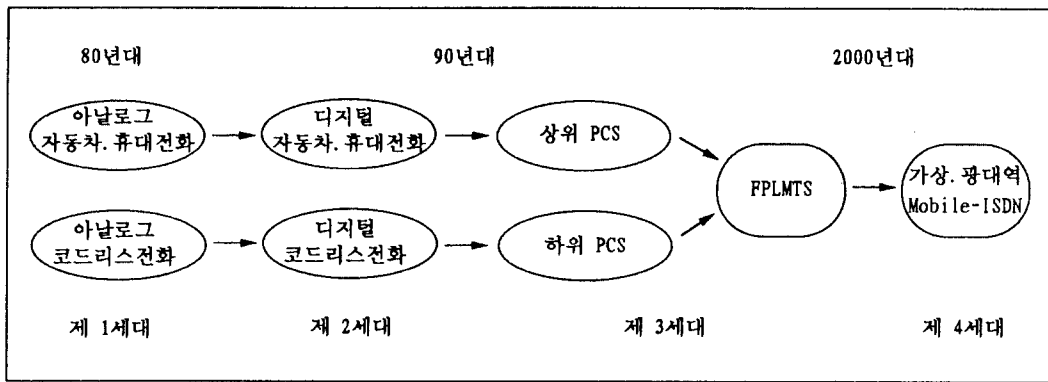 80년대 90년대 2000년대
아날로그
자동차.휴대전화
디지털
자동차.휴대전화
상위 PCS
FPLMTS
가상.광대역
Mobile-ISDN
아날로그
코드리스전화
디지털
코드리스전화
하위 PCS
제 1세대 제 2세대 제 3세대 제 4세대